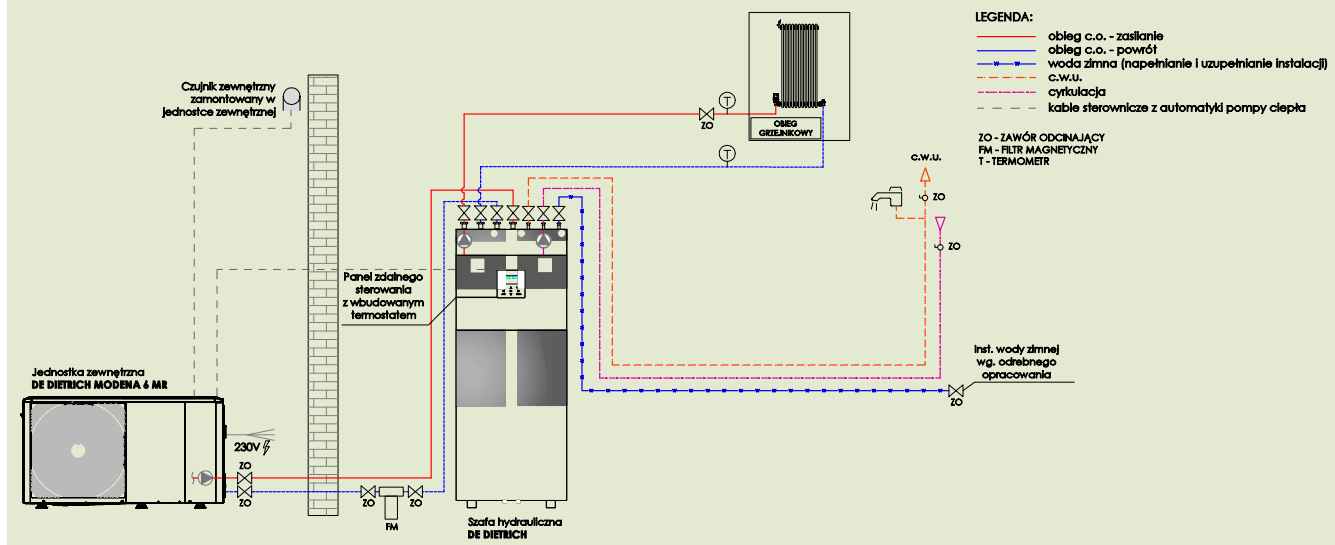 LEGENDA:
obieg c.o. - zasilanie
obieg c.o. - powrót
woda zimna (napełnianie i uzupełnianie instalacji)
c.w.u.
cyrkulacja
kable sterownicze z automatyki pompy ciepła
ZO - ZAWÓR ODCINAJĄCY
FM - FILTR MAGNETYCZNY
T - TERMOMETR
Czujnik zewnętrzny
zamontowany w
jednostce zewnętrznej
T
ZO
OBIEG
GRZEJNIKOWY
T
c.w.u.
ZO
ZO
Panel zdalnego
sterowania
z wbudowanym
termostatem
Inst. wody zimnej
wg. odrebnego
opracowania
ZO
Jednostka zewnętrzna
DE DIETRICH MODENA 6 MR
230V
ZO
ZO
ZO
ZO
FM
Szafa hydrauliczna
DE DIETRICH